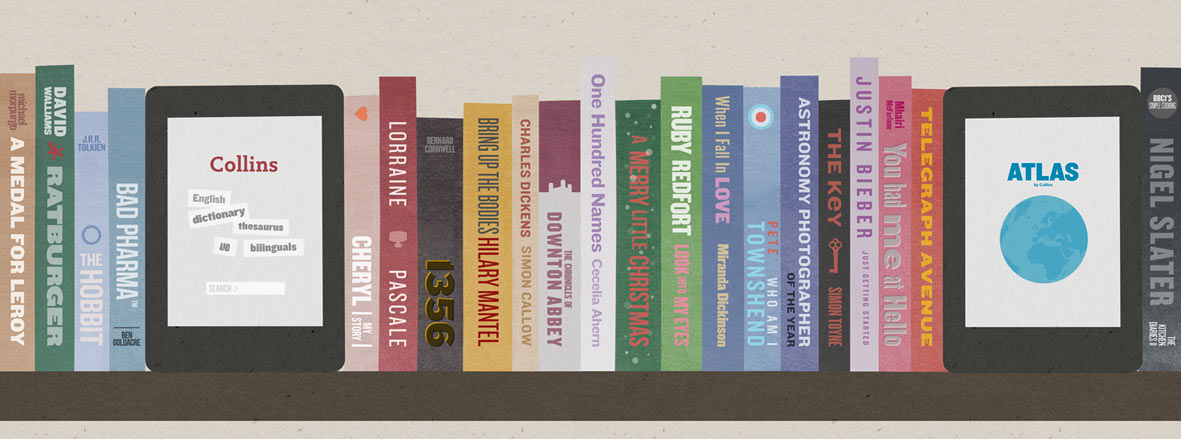 michael
morpurgo
A MEDAL FOR LEROY
DAVID
WALLIAMS
RATBURGER
J.R.R.
TOLKIEN
THE HOBBIT
BAD PHARMA™
BEN
GOLDACRE
Collins
English
dictionary
thesaurus
AND
bilinguals
SEARCH >
CHERYL
MY
STORY
LORRAINE
PASCALE
BERNARD
CORNWELL
1356
BRING UP THE BODIES HILARY MANTEL
CHARLES DICKENS SIMON CALLOW
THE CHRONICLES OF
DOWNTON ABBEY
One Hundred Names Cecelia Ahern
A MERRY LITTLE CHRISTMAS
RUBY REDFORT LOOK INTO MY EYES
When I Fall In LOVE Miranda Dickinson
PETE
TOWNSHEND
WHO AM I
ASTRONOMY PHOTOGRAPHER
OF THE YEAR
THE KEY SIMON TOYNE
JUSTIN BIEBER JUST GETTING STARTED
Mhairi
McFarlane
You had me at Hello
TELEGRAPH AVENUE
ATLAS
by Collins
BBC1'S
SIMPLE COOKING
NIGEL SLATER
THE
KITCHEN
DIARIES II